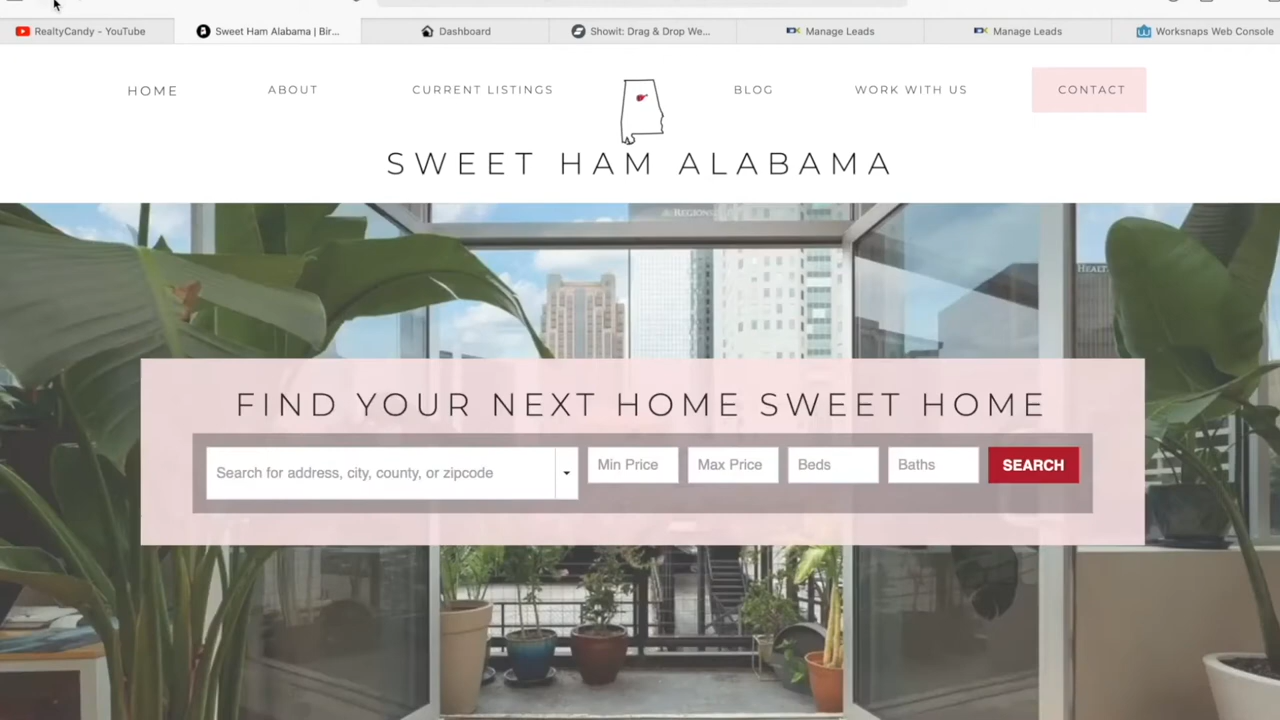 RealtyCandy - YouTube
Sweet Ham Alabama | Bir...
Dashboard
Showit: Drag & Drop We...
Manage Leads
Manage Leads
Worksnaps Web Console
HOME
ABOUT
CURRENT LISTINGS
BLOG
WORK WITH US
CONTACT
SWEET HAM ALABAMA
REGIONS
HEALT
FIND YOUR NEXT HOME SWEET HOME
Search for address, city, county, or zipcode
Min Price
Max Price
Beds
Baths
SEARCH